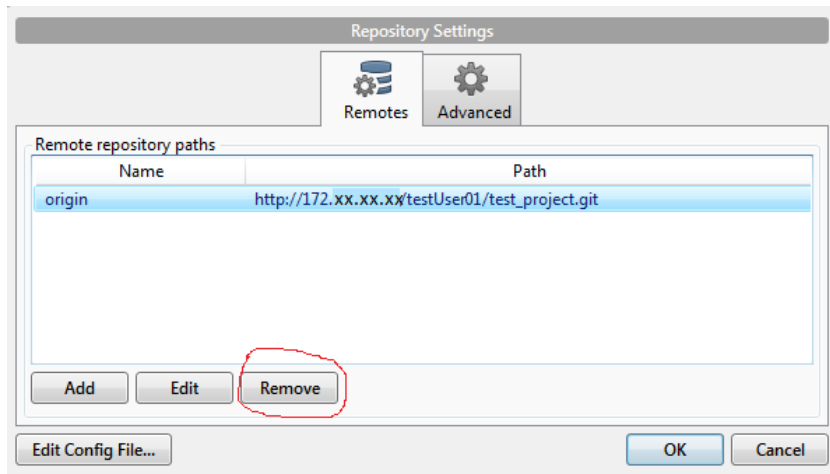 Repository Settings
Remotes
Advanced
Remote repository paths
Name Path
origin http://172.xx.xx.xx/testUser01/test_project.git
Add Edit Remove
Edit Config File... OK Cancel